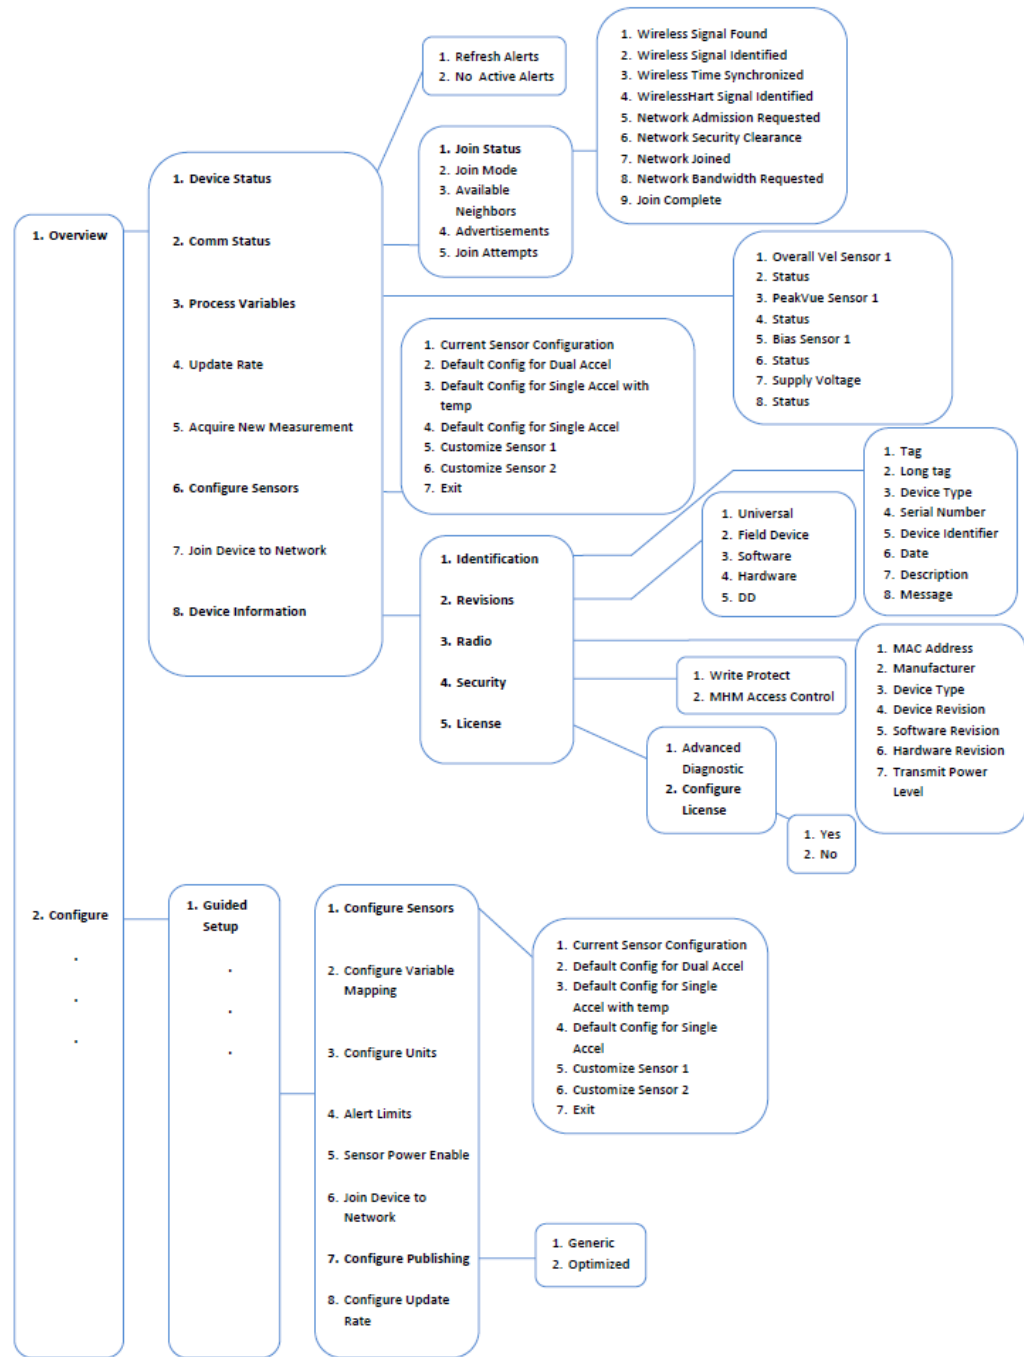 1. Overview
1. Device Status
2. Comm Status
3. Process Variables
4. Update Rate
5. Acquire New Measurement
6. Configure Sensors
7. Join Device to Network
8. Device Information
1. Refresh Alerts
2. No Active Alerts
1. Join Status
2. Join Mode
3. Available
Neighbors
4. Advertisements
5. Join Attempts
1. Wireless Signal Found
2. Wireless Signal Identified
3. Wireless Time Synchronized
4. WirelessHart Signal Identified
5. Network Admission Requested
6. Network Security Clearance
7. Network Joined
8. Network Bandwidth Requested
9. Join Complete
1. Overall Vel Sensor 1
2. Status
3. PeakVue Sensor 1
4. Status
5. Bias Sensor 1
6. Status
7. Supply Voltage
8. Status
1. Current Sensor Configuration
2. Default Config for Dual Accel
3. Default Config for Single Accel with
temp
4. Default Config for Single Accel
5. Customize Sensor 1
6. Customize Sensor 2
7. Exit
1. Identification
2. Revisions
3. Radio
4. Security
5. License
1. Tag
2. Long tag
3. Device Type
4. Serial Number
5. Device Identifier
6. Date
7. Description
8. Message
1. Universal
2. Field Device
3. Software
4. Hardware
5. DD
1. MAC Address
2. Manufacturer
3. Device Type
4. Device Revision
5. Software Revision
6. Hardware Revision
7. Transmit Power
Level
1. Write Protect
2. MHM Access Control
1. Advanced
Diagnostic
2. Configure
License
1. Yes
2. No
2. Configure
.
.
.
1. Guided
Setup
.
.
.
1. Configure Sensors
2. Configure Variable
Mapping
3. Configure Units
4. Alert Limits
5. Sensor Power Enable
6. Join Device to
Network
7. Configure Publishing
8. Configure Update
Rate
1. Current Sensor Configuration
2. Default Config for Dual Accel
3. Default Config for Single
Accel with temp
4. Default Config for Single
Accel
5. Customize Sensor 1
6. Customize Sensor 2
7. Exit
1. Generic
2. Optimized